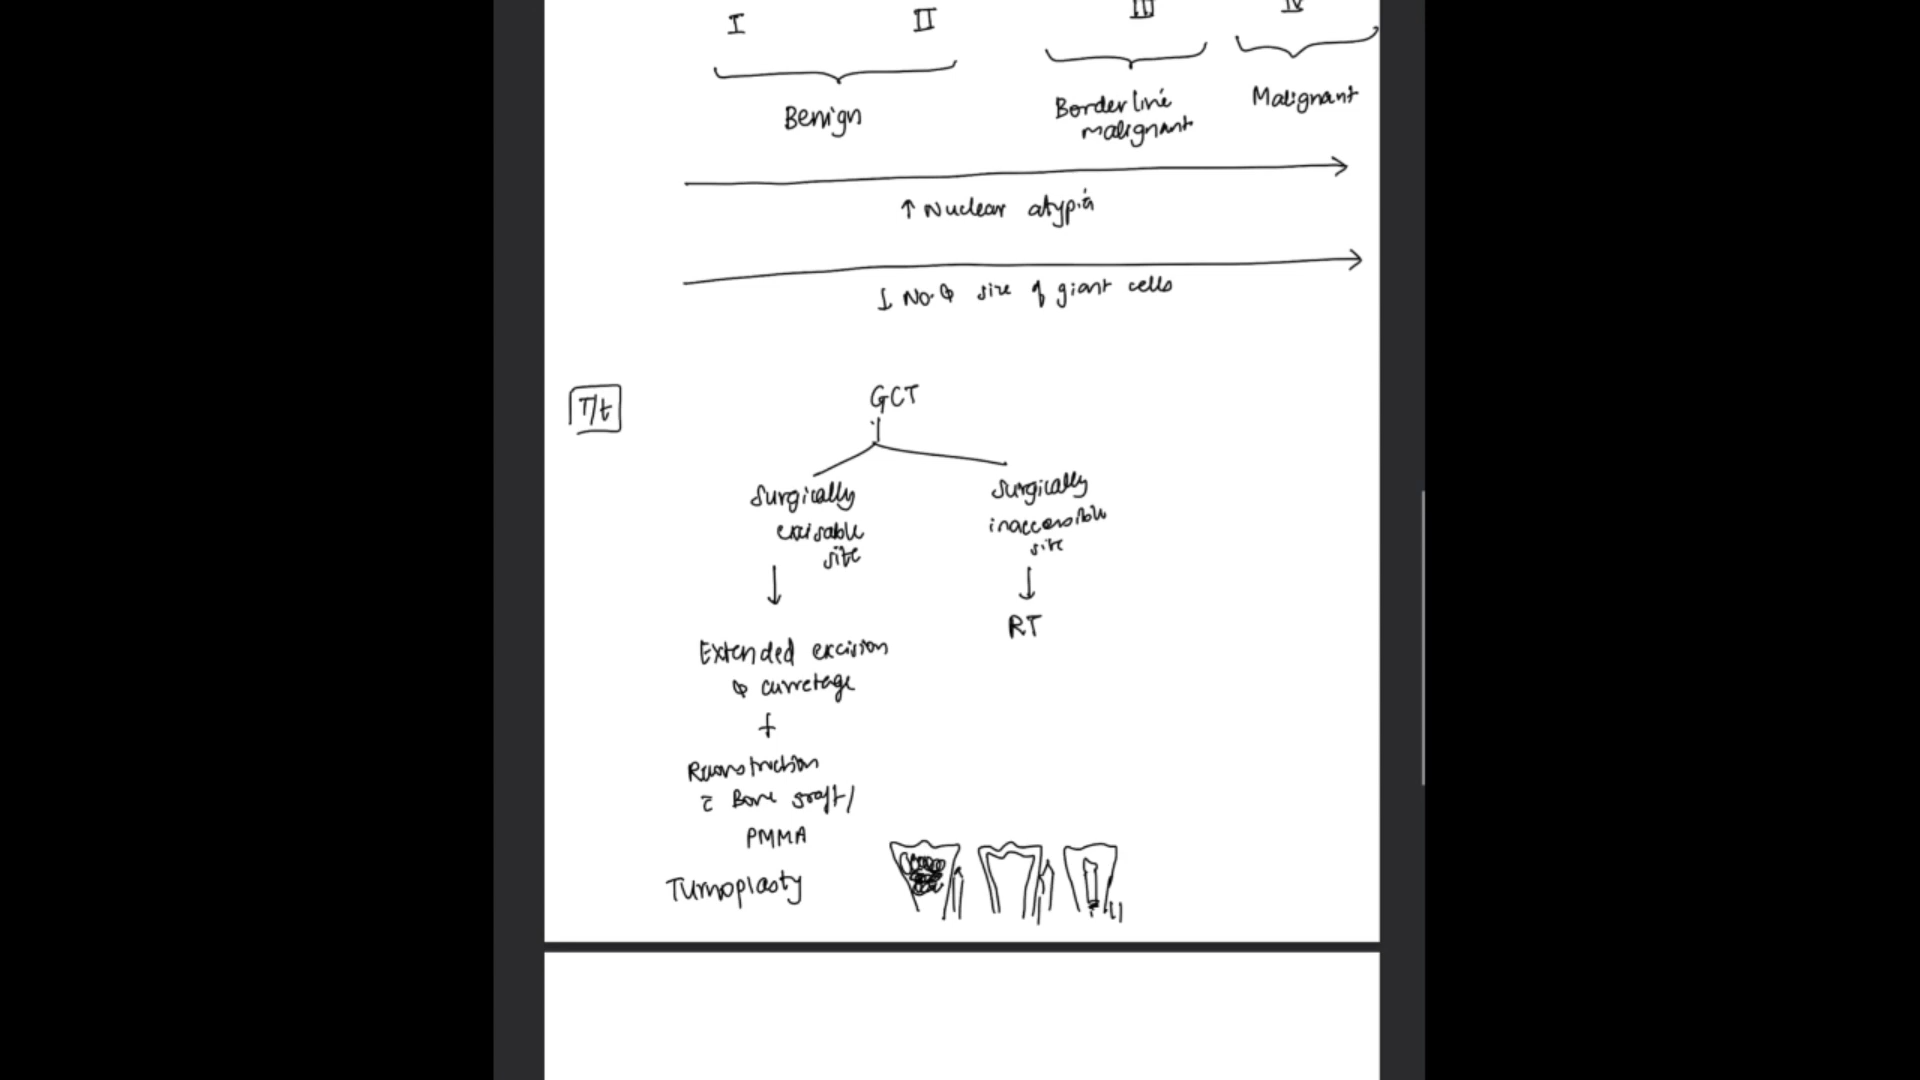 I II III IV
Benign
Borderline
malignant
Malignant
↑ Nuclear atypia
↓ No. & size of giant cells
T/t
GCT
Surgically
excisable
site
Surgically
inaccessible
site
↓
↓
RT
Extended excision
& curretage
+
Reconstruction
c̄ Bone graft/
PMMA
Tumoplasty